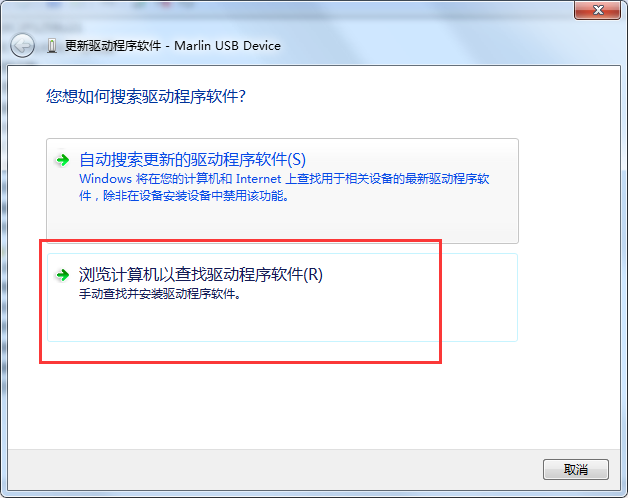 更新驱动程序软件 - Marlin USB Device
您想如何搜索驱动程序软件?
自动搜索更新的驱动程序软件(S)
Windows 将在您的计算机和 Internet 上查找用于相关设备的最新驱动程序软
件，除非在设备安装设备中禁用该功能。
浏览计算机以查找驱动程序软件(R)
手动查找并安装驱动程序软件。
取消